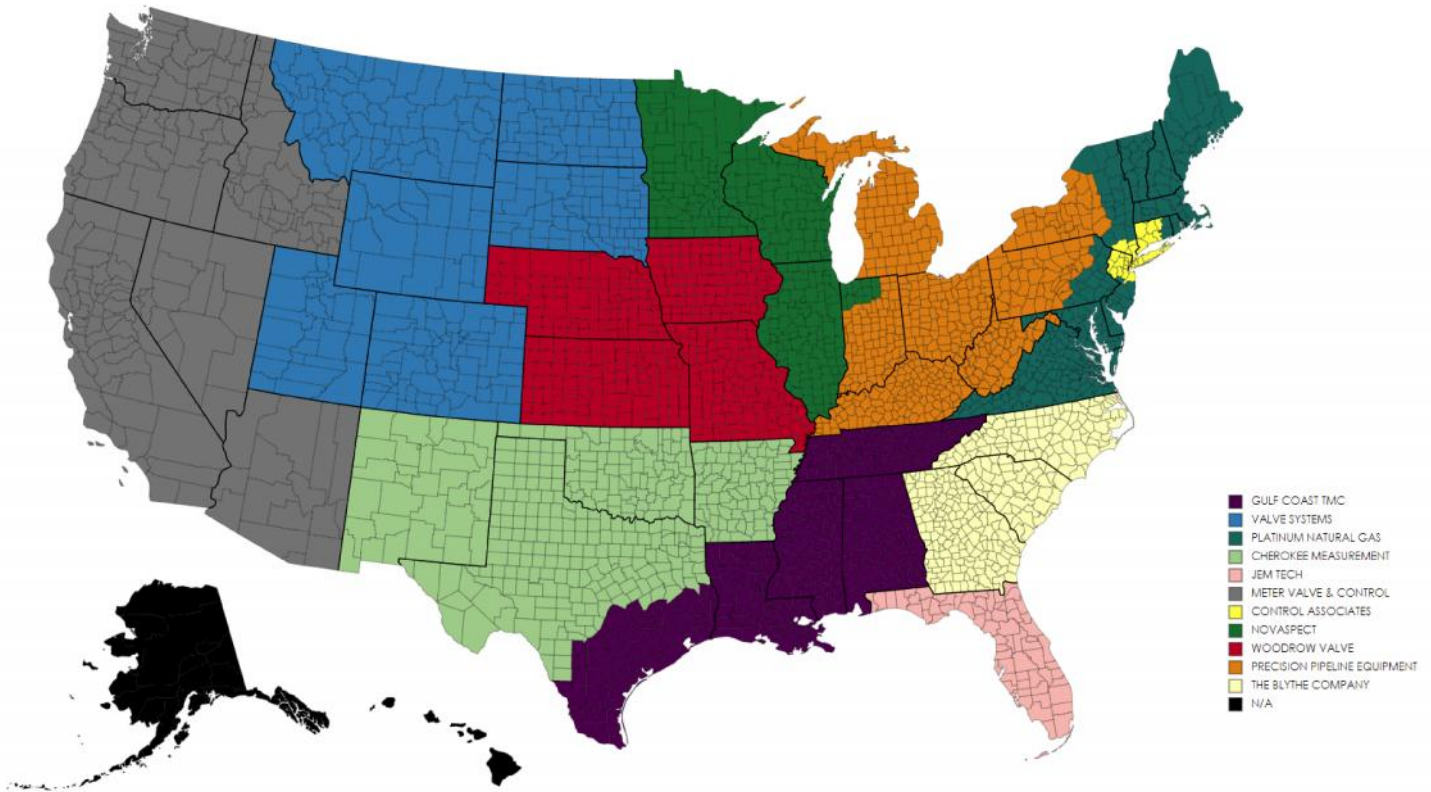 GULF COAST TMC
VALVE SYSTEMS
PLATINUM NATURAL GAS
CHEROKEE MEASUREMENT
JEM TECH
METER VALVE & CONTROL
CONTROL ASSOCIATES
NOVASPECT
WOODROW VALVE
PRECISION PIPELINE EQUIPMENT
THE BLYTHE COMPANY
N/A